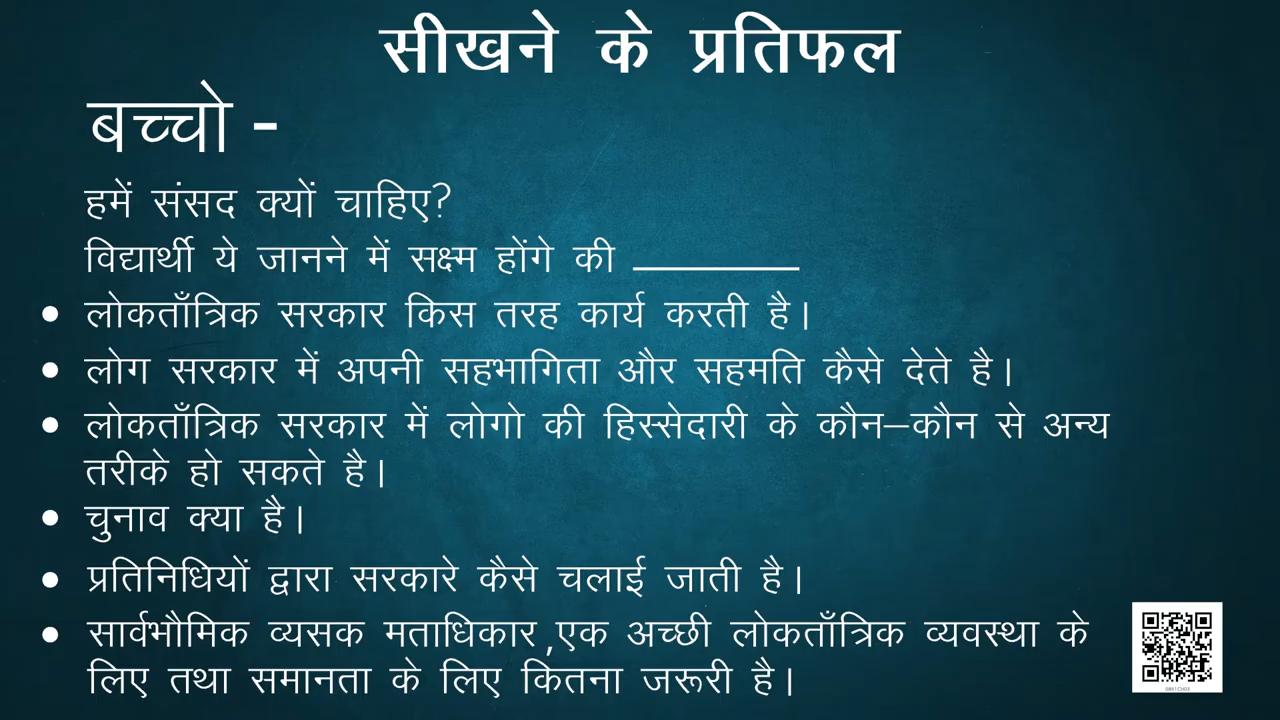 सीखने के प्रतिफल
बच्चो -
हमें संसद क्यों चाहिए?
विद्यार्थी ये जानने में सक्ष्म होंगे की ________
• लोकताँत्रिक सरकार किस तरह कार्य करती है।
• लोग सरकार में अपनी सहभागिता और सहमति कैसे देते है।
• लोकताँत्रिक सरकार में लोगो की हिस्सेदारी के कौन–कौन से अन्य
तरीके हो सकते है।
• चुनाव क्या है।
• प्रतिनिधियों द्वारा सरकारे कैसे चलाई जाती है।
• सार्वभौमिक व्यसक मताधिकार,एक अच्छी लोकताँत्रिक व्यवस्था के
लिए तथा समानता के लिए कितना जरूरी है।